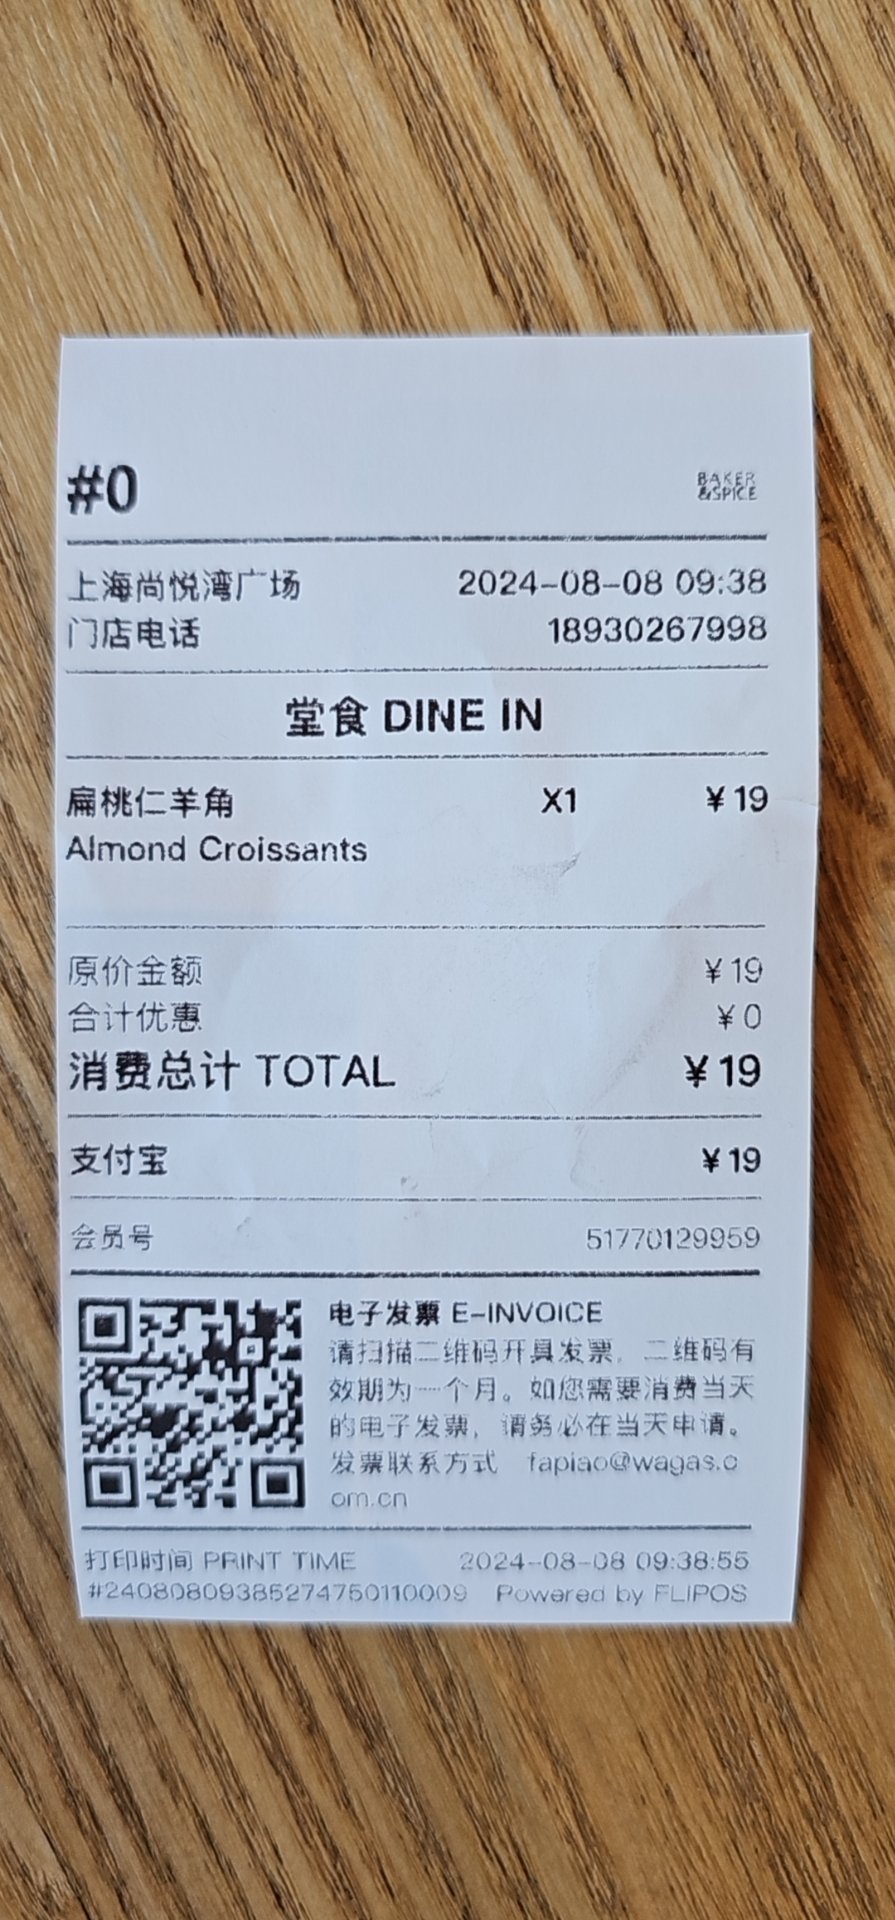 #0
BAKER
&SPICE
上海尚悦湾广场 2024-08-08 09:38
门店电话 18930267998
堂食 DINE IN
扁桃仁羊角 X1 ¥19
Almond Croissants
原价金额 ¥19
合计优惠 ¥0
消费总计 TOTAL ¥19
支付宝 ¥19
会员号 51770129959
电子发票 E-INVOICE
请扫描二维码开具发票，二维码有
效期为一个月。如您需要消费当天
的电子发票，请务必在当天申请。
发票联系方式 fapiao@wagas.c
om.cn
打印时间 PRINT TIME 2024-08-08 09:38:55
#24080809385274750110009 Powered by FLIPOS